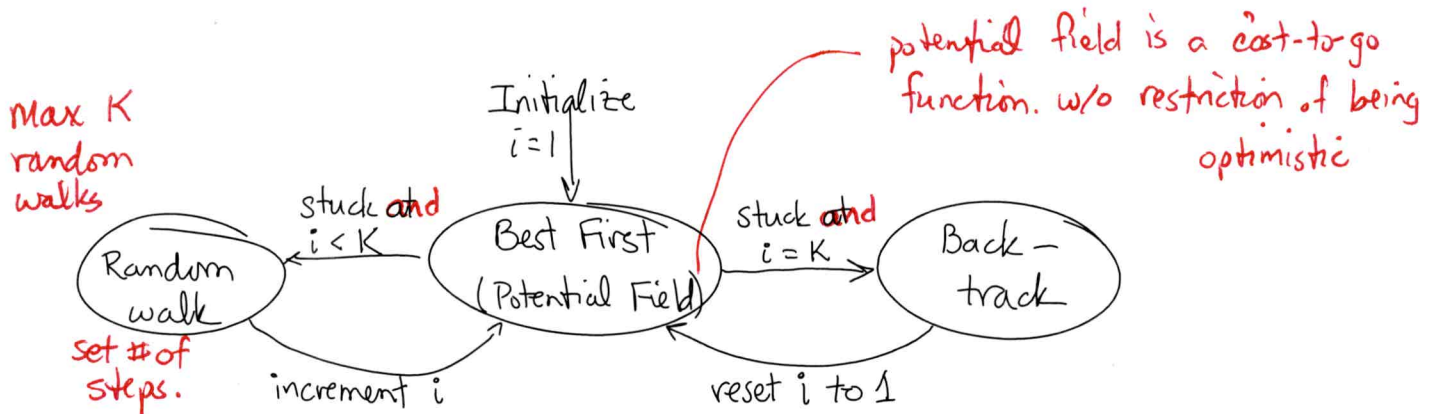 potential field is a cost-to-go
function. w/o restriction of being
optimistic
Max K
random
walks
Initialize
i=1
stuck and
i < K
Best First
(Potential Field)
stuck and
i = K
Back-
track
Random
walk
set # of
steps.
increment i
reset i to 1